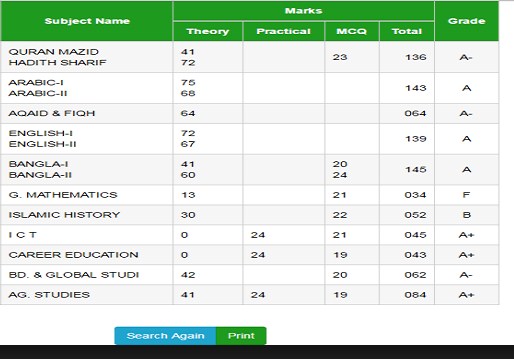 Subject Name Marks Grade
Theory Practical MCQ Total
QURAN MAZID 41
HADITH SHARIF 72 23 136 A-
ARABIC-I 75
ARABIC-II 68 143 A
AQAID & FIQH 64 064 A-
ENGLISH-I 72
ENGLISH-II 67 139 A
BANGLA-I 41 20
BANGLA-II 60 24 145 A
G. MATHEMATICS 13 21 034 F
ISLAMIC HISTORY 30 22 052 B
I C T 0 24 21 045 A+
CAREER EDUCATION 0 24 19 043 A+
BD. & GLOBAL STUDI 42 20 062 A-
AG. STUDIES 41 24 19 084 A+
Search Again Print